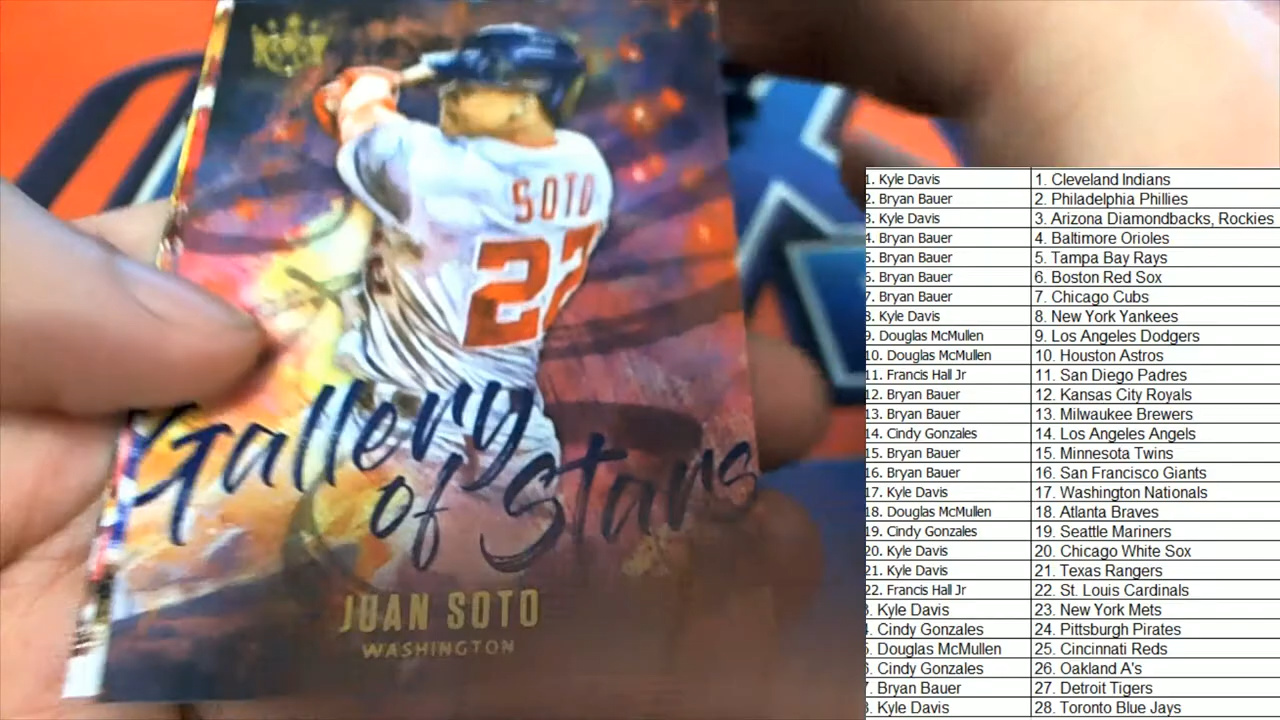 SOTO
22
Gallery
of Stars
JUAN SOTO
WASHINGTON
1. Kyle Davis 1. Cleveland Indians
2. Bryan Bauer 2. Philadelphia Phillies
3. Kyle Davis 3. Arizona Diamondbacks, Rockies
4. Bryan Bauer 4. Baltimore Orioles
5. Bryan Bauer 5. Tampa Bay Rays
6. Bryan Bauer 6. Boston Red Sox
7. Bryan Bauer 7. Chicago Cubs
8. Kyle Davis 8. New York Yankees
9. Douglas McMullen 9. Los Angeles Dodgers
10. Douglas McMullen 10. Houston Astros
11. Francis Hall Jr 11. San Diego Padres
12. Bryan Bauer 12. Kansas City Royals
13. Bryan Bauer 13. Milwaukee Brewers
14. Cindy Gonzales 14. Los Angeles Angels
15. Bryan Bauer 15. Minnesota Twins
16. Bryan Bauer 16. San Francisco Giants
17. Kyle Davis 17. Washington Nationals
18. Douglas McMullen 18. Atlanta Braves
19. Cindy Gonzales 19. Seattle Mariners
20. Kyle Davis 20. Chicago White Sox
21. Kyle Davis 21. Texas Rangers
22. Francis Hall Jr 22. St. Louis Cardinals
. Kyle Davis 23. New York Mets
. Cindy Gonzales 24. Pittsburgh Pirates
. Douglas McMullen 25. Cincinnati Reds
. Cindy Gonzales 26. Oakland A's
. Bryan Bauer 27. Detroit Tigers
. Kyle Davis 28. Toronto Blue Jays